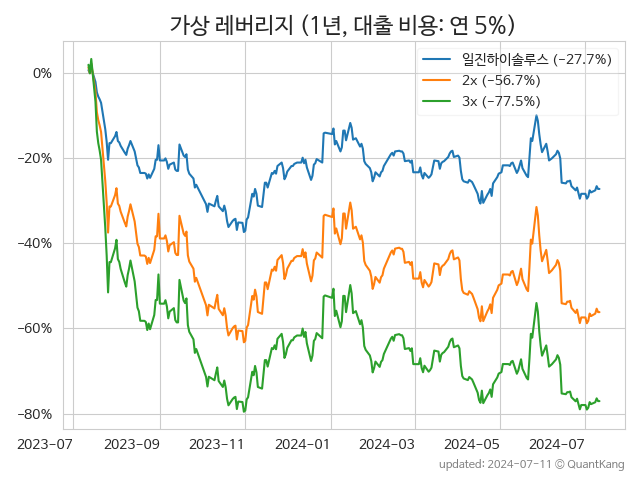 가상 레버리지 (1년, 대출 비용: 연 5%)
일진하이솔루스 (−27.7%)
2x (−56.7%)
3x (−77.5%)
0%
−20%
−40%
−60%
−80%
2023-07 2023-09 2023-11 2024-01 2024-03 2024-05 2024-07
updated: 2024-07-11 © QuantKang